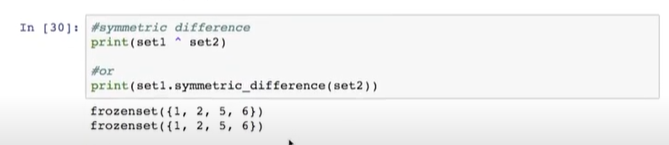 In [30]: #symmetric difference
print(set1 ^ set2)
#or
print(set1.symmetric_difference(set2))
frozenset({1, 2, 5, 6})
frozenset({1, 2, 5, 6})